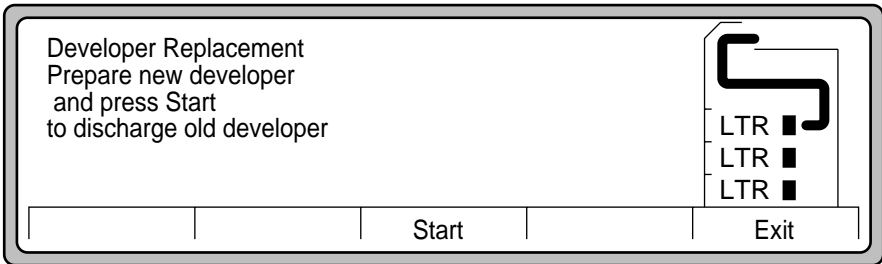 Developer Replacement
Prepare new developer
and press Start
to discharge old developer
LTR
LTR
LTR
Start
Exit